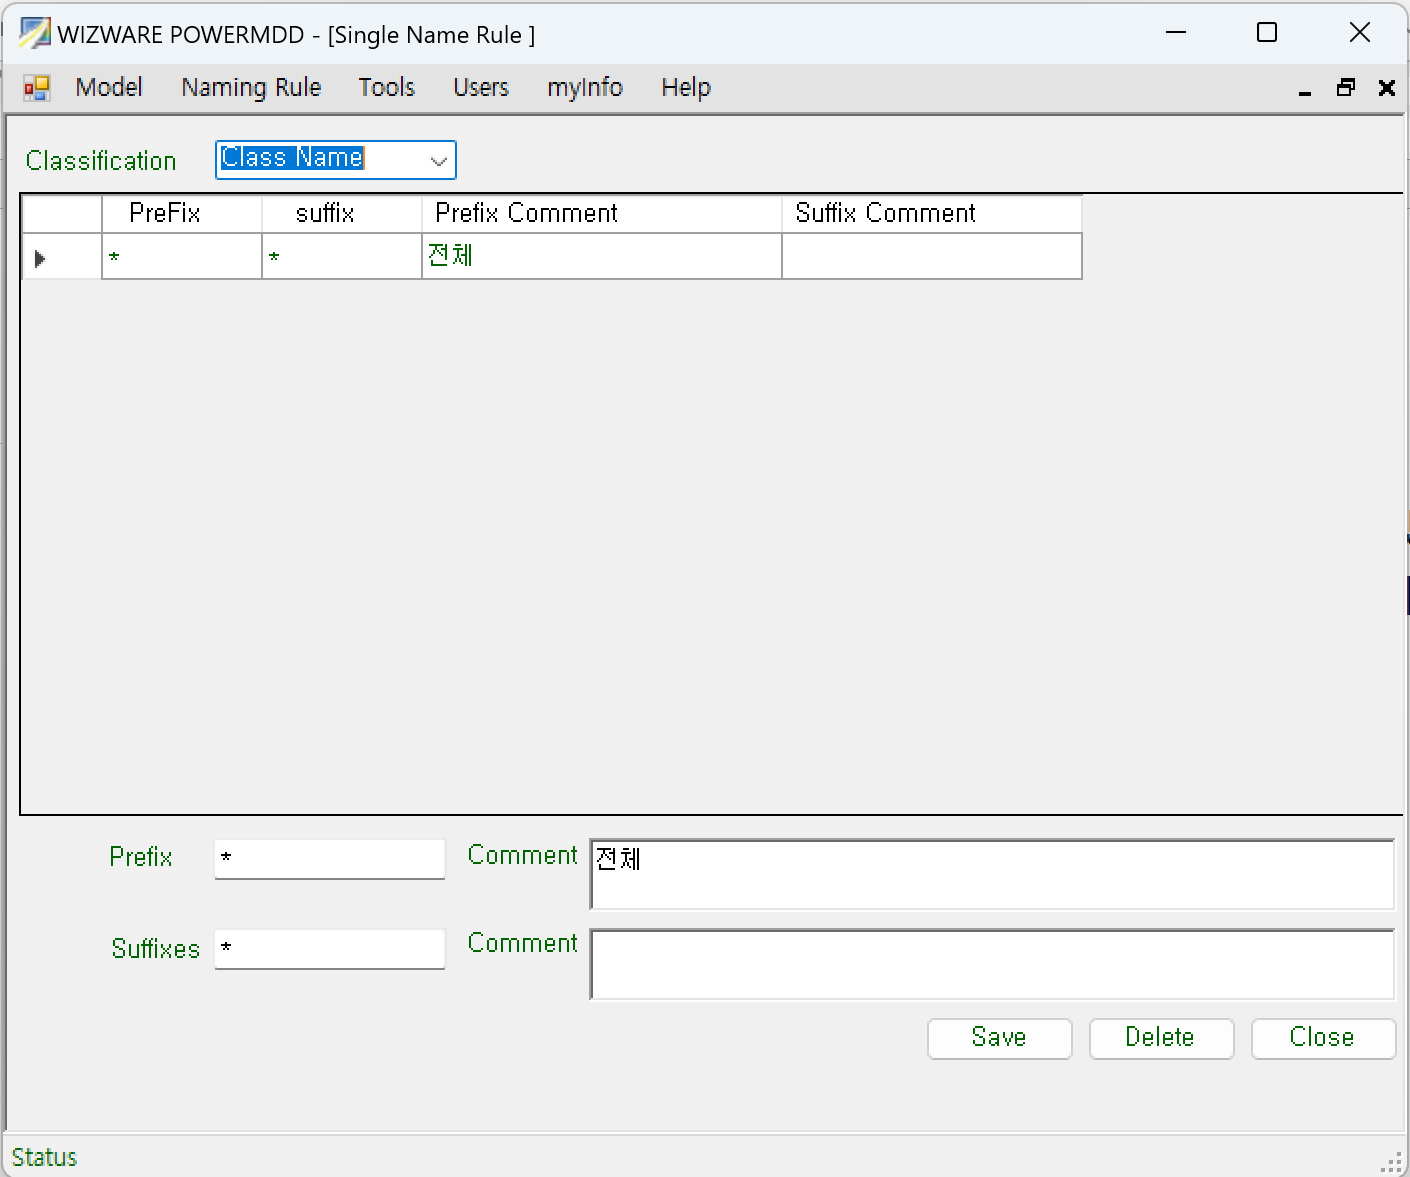 WIZWARE POWERMDD - [Single Name Rule ]
Model Naming Rule Tools Users myInfo Help
Classification Class Name
PreFix suffix Prefix Comment Suffix Comment
* * 전체
Prefix * Comment 전체
Suffixes * Comment
Save Delete Close
Status